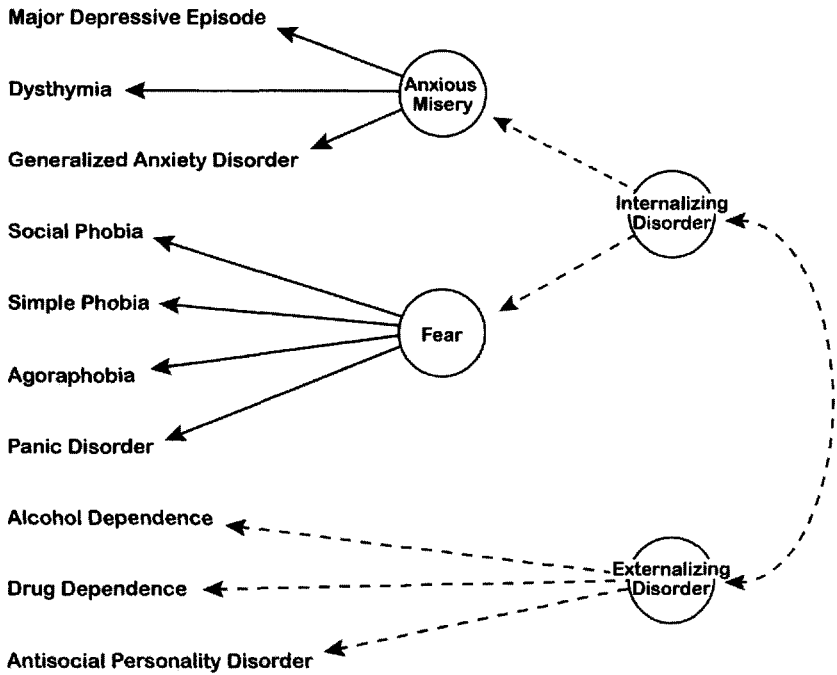 Major Depressive Episode
Dysthymia
Generalized Anxiety Disorder
Anxious
Misery
Social Phobia
Simple Phobia
Agoraphobia
Panic Disorder
Fear
Internalizing
Disorder
Alcohol Dependence
Drug Dependence
Antisocial Personality Disorder
Externalizing
Disorder